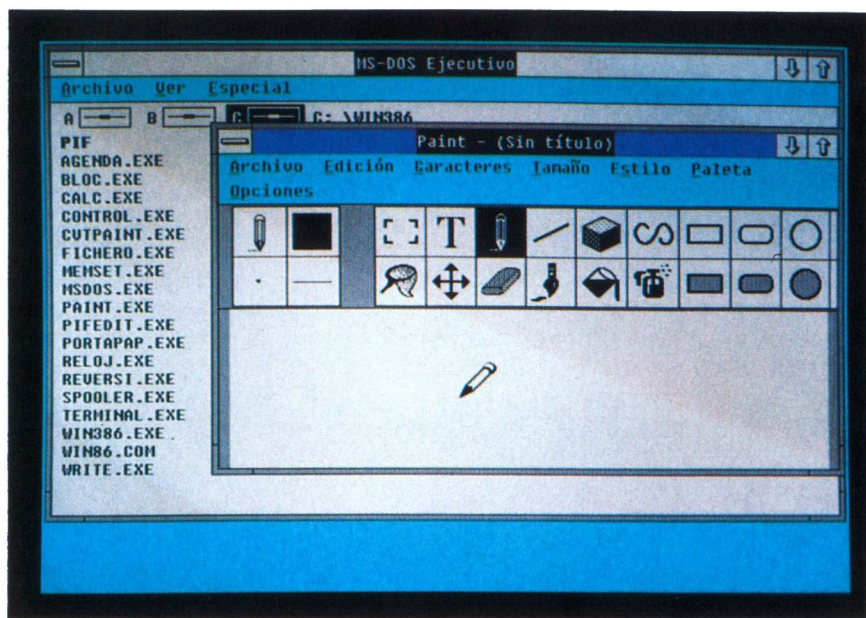 MS-DOS Ejecutivo
Archivo Ver Especial
A B C C: \WIN386
PIF
AGENDA.EXE
BLOC.EXE
CALC.EXE
CONTROL.EXE
CUTPAINT.EXE
FICHERO.EXE
MEMSET.EXE
MSDOS.EXE
PAINT.EXE
PIFEDIT.EXE
PORTAPAP.EXE
RELOJ.EXE
REVERSI.EXE
SPOOLER.EXE
TERMINAL.EXE
WIN386.EXE
WIN86.COM
WRITE.EXE
Paint - (Sin título)
Archivo Edición Caracteres Tamaño Estilo Paleta
Opciones
T